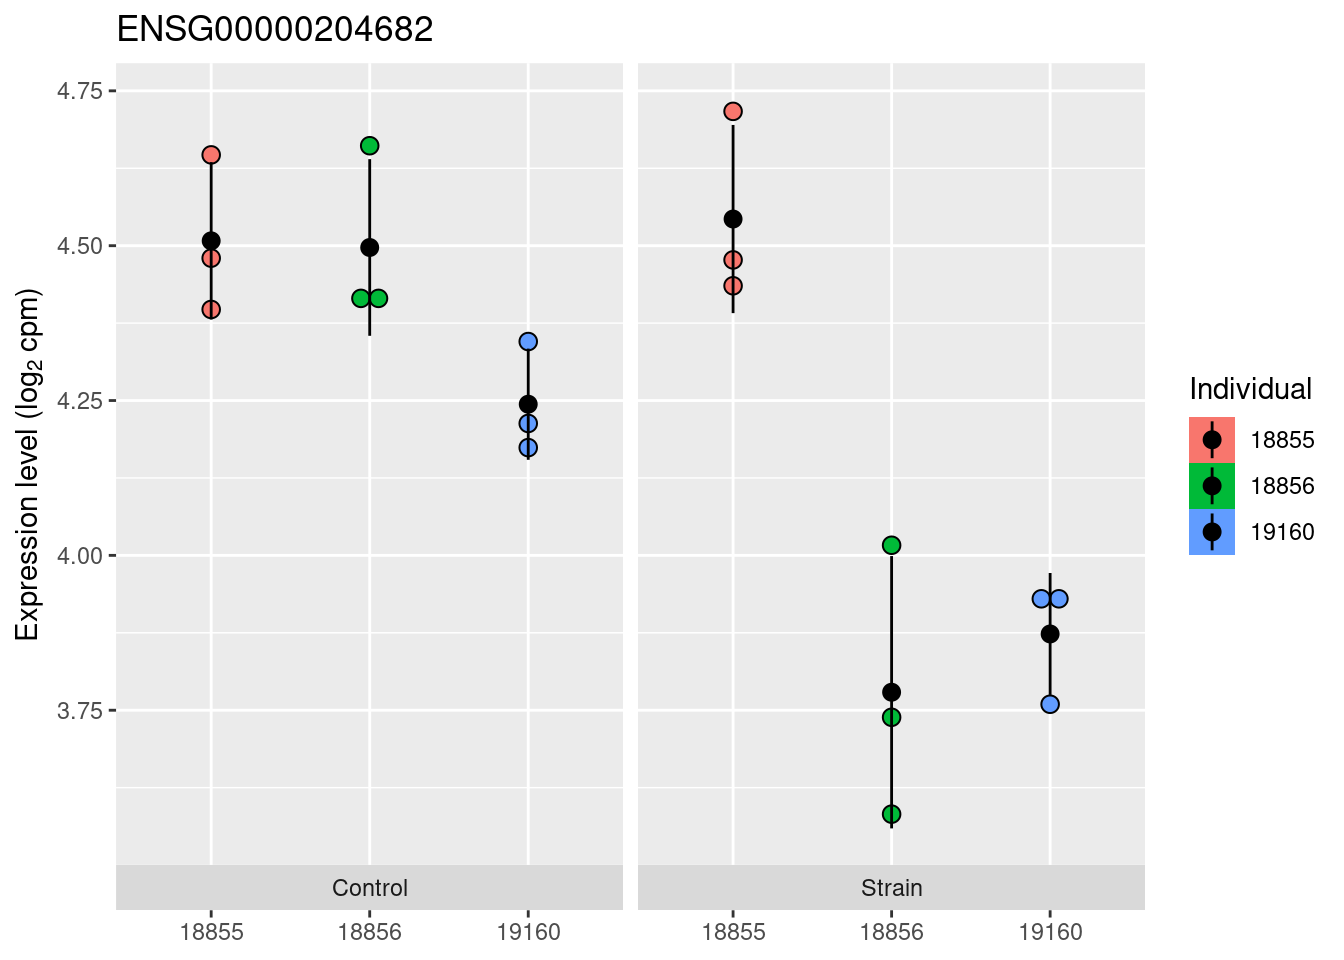 ENSG00000204682
Expression level (log₂ cpm)
4.75
4.50
4.25
4.00
3.75
Control
Strain
18855
18856
19160
18855
18856
19160
Individual
18855
18856
19160